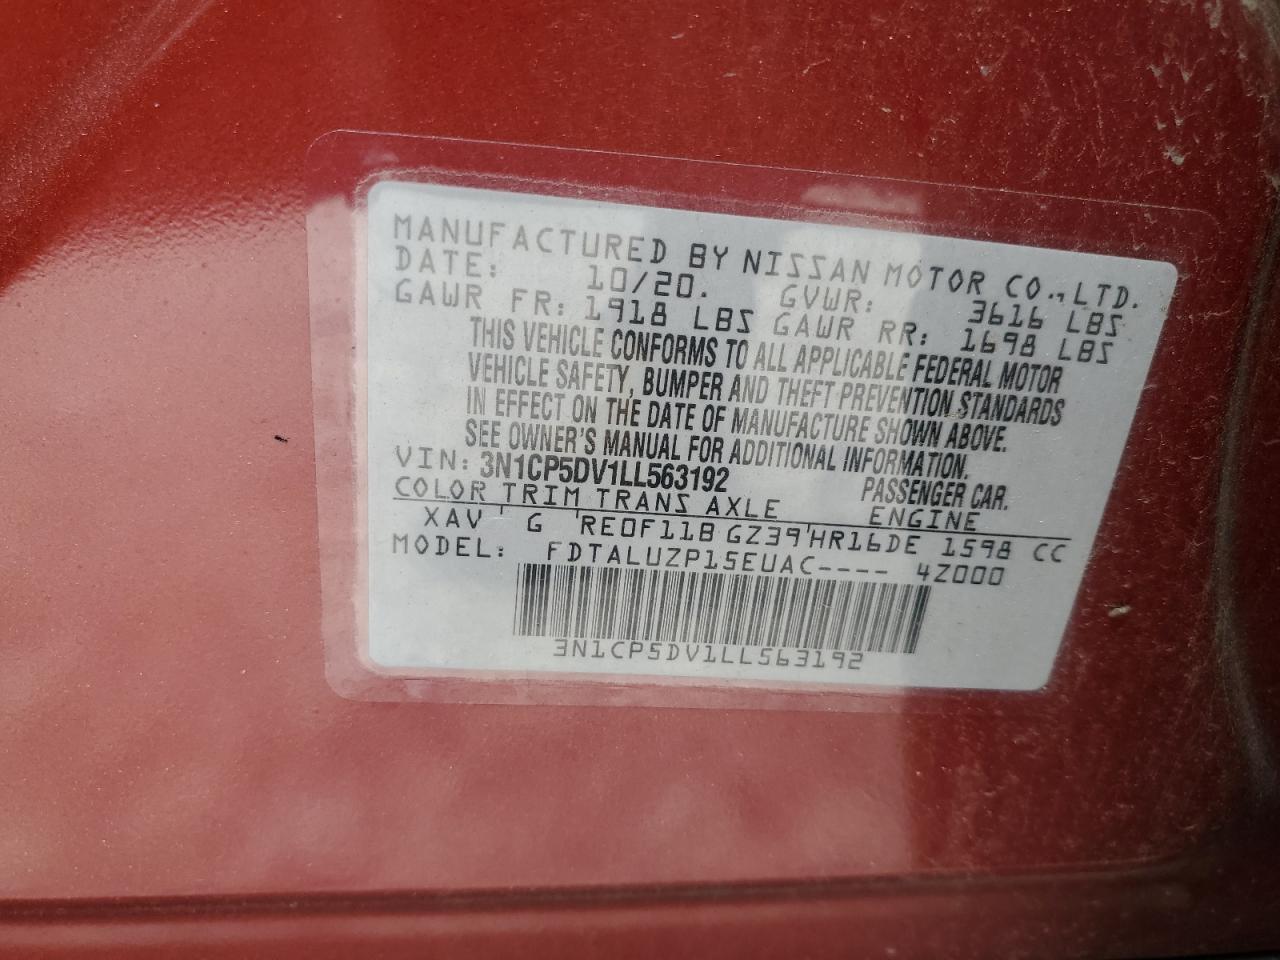 MANUFACTURED BY NISSAN MOTOR CO., LTD.
DATE: 10/20. GVWR: 3616 LBS
GAWR FR: 1918 LBS GAWR RR: 1698 LBS
THIS VEHICLE CONFORMS TO ALL APPLICABLE FEDERAL MOTOR
VEHICLE SAFETY, BUMPER AND THEFT PREVENTION STANDARDS
IN EFFECT ON THE DATE OF MANUFACTURE SHOWN ABOVE.
SEE OWNER'S MANUAL FOR ADDITIONAL INFORMATION.
VIN: 3N1CP5DV1LL563192 PASSENGER CAR.
COLOR TRIM TRANS AXLE ENGINE
XAV ' G 'RE0F11B GZ39'HR16DE 1598 CC
MODEL: FDTALUZP15EUAC---- 4Z000
3N1CP5DV1LL563192